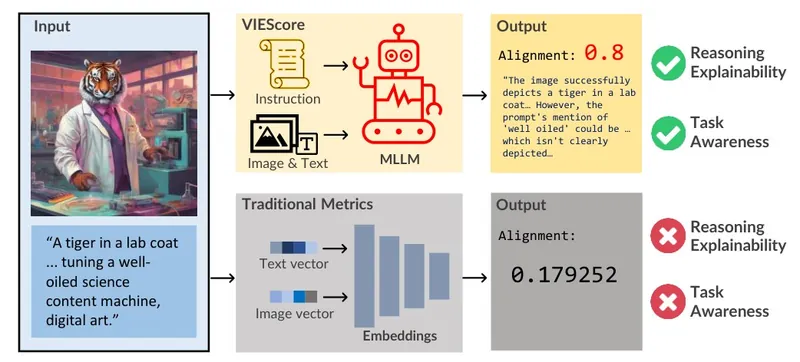 Input
"A tiger in a lab coat
... tuning a well-
oiled science
content machine,
digital art."
VIEScore
Instruction
T
Image & Text
MLLM
Output
Alignment: 0.8
"The image successfully
depicts a tiger in a lab
coat… However, the
prompt's mention of
'well oiled' could be …
which isn't clearly
depicted…
Reasoning
Explainability
Task
Awareness
Traditional Metrics
Text vector
Image vector
Embeddings
Output
Alignment:
0.179252
Reasoning
Explainability
Task
Awareness